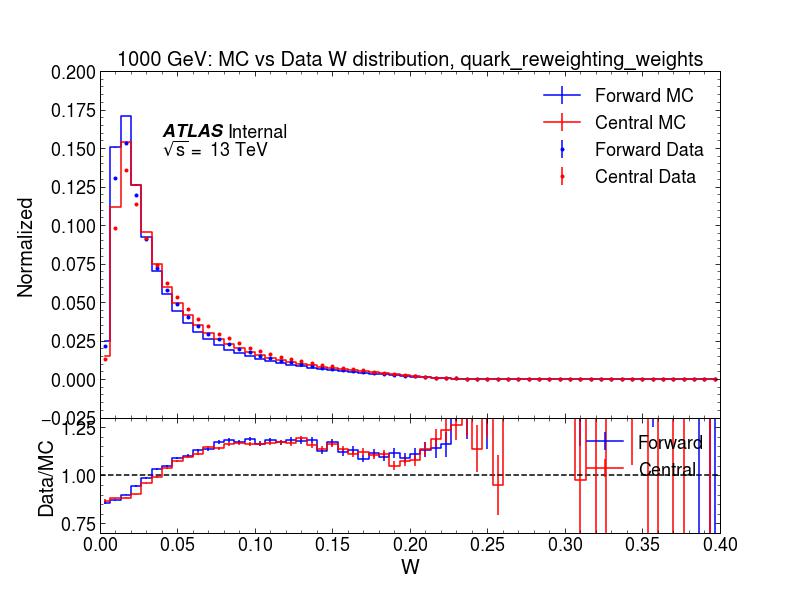 1000 GeV: MC vs Data W distribution, quark_reweighting_weights
0.200
0.175
0.150
0.125
0.100
0.075
0.050
0.025
0.000
−0.025
Normalized
ATLAS Internal
√s = 13 TeV
Forward MC
Central MC
Forward Data
Central Data
1.25
1.00
0.75
Data/MC
Forward
Central
0.00 0.05 0.10 0.15 0.20 0.25 0.30 0.35 0.40
W